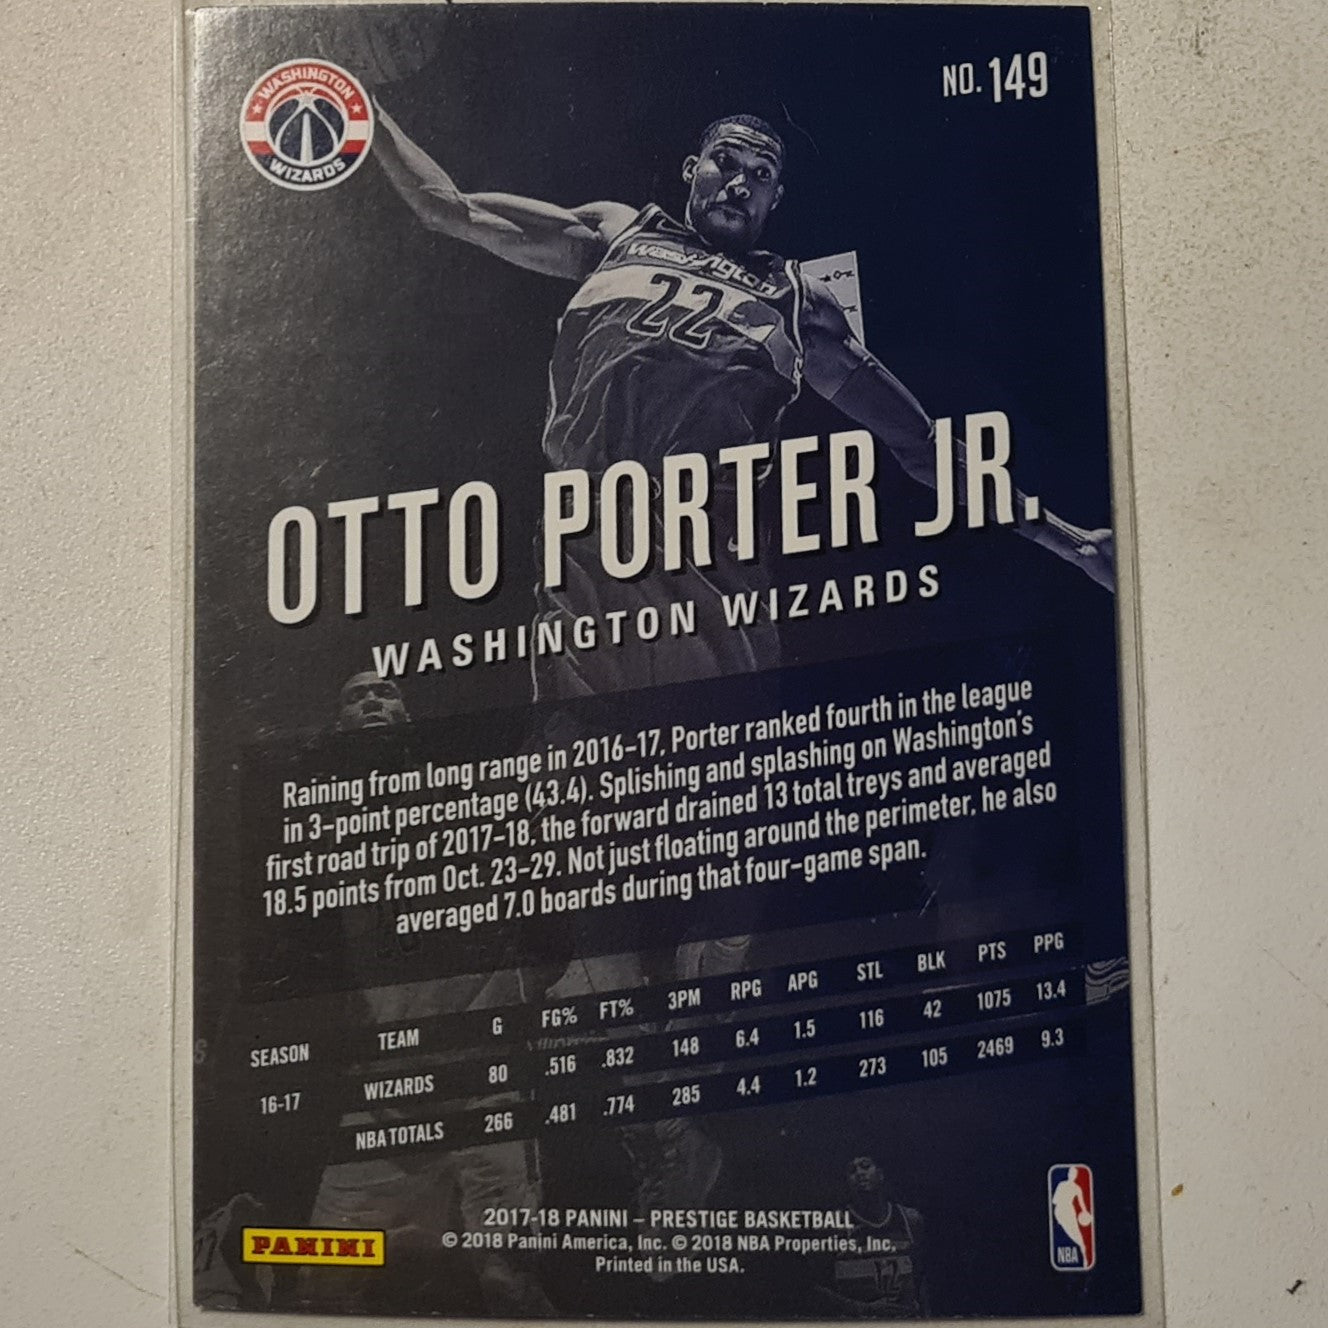 WASHINGTON
WIZARDS
NO. 149
Washington
22
OTTO PORTER JR.
WASHINGTON WIZARDS
Raining from long range in 2016-17, Porter ranked fourth in the league
in 3-point percentage (43.4). Splishing and splashing on Washington's
first road trip of 2017-18, the forward drained 13 total treys and averaged
18.5 points from Oct. 23-29. Not just floating around the perimeter, he also
averaged 7.0 boards during that four-game span.
SEASON TEAM G FG% FT% 3PM RPG APG STL BLK PTS PPG
16-17 WIZARDS 80 .516 .832 148 6.4 1.5 116 42 1075 13.4
NBA TOTALS 266 .481 .774 285 4.4 1.2 273 105 2469 9.3
PANINI
2017-18 PANINI – PRESTIGE BASKETBALL
© 2018 Panini America, Inc. © 2018 NBA Properties, Inc.
Printed in the USA.
NBA
12